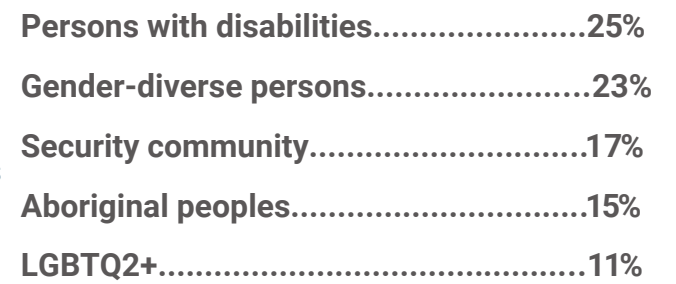 Persons with disabilities.......................25%
Gender-diverse persons........................23%
Security community..............................17%
Aboriginal peoples................................15%
LGBTQ2+..............................................11%